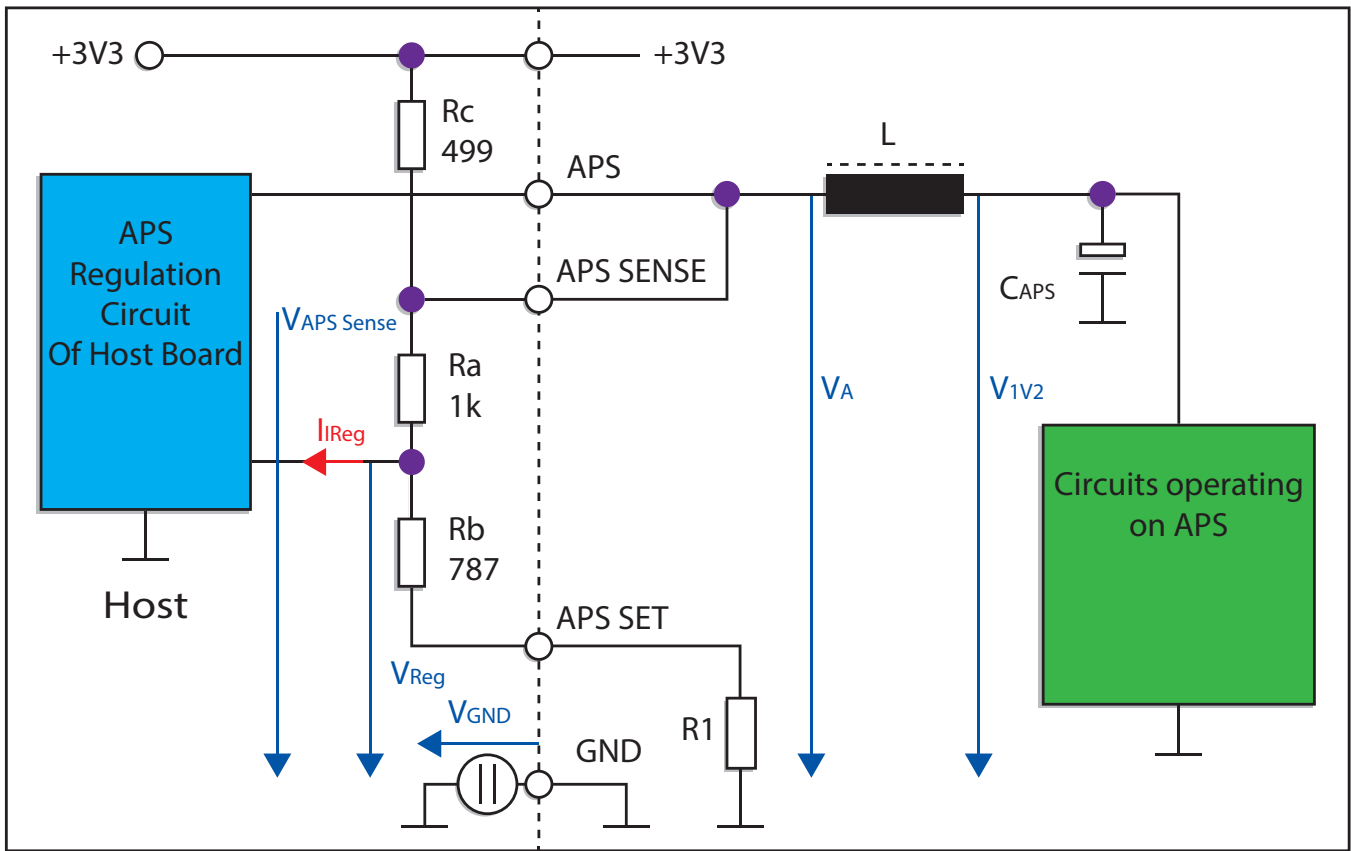 +3V3
+3V3
Rc
499
L
APS
APS
Regulation
Circuit
Of Host Board
APS SENSE
CAPS
VAPS Sense
Ra
1k
VA
V1V2
IIReg
Circuits operating
on APS
Rb
787
Host
APS SET
VReg
VGND
R1
GND